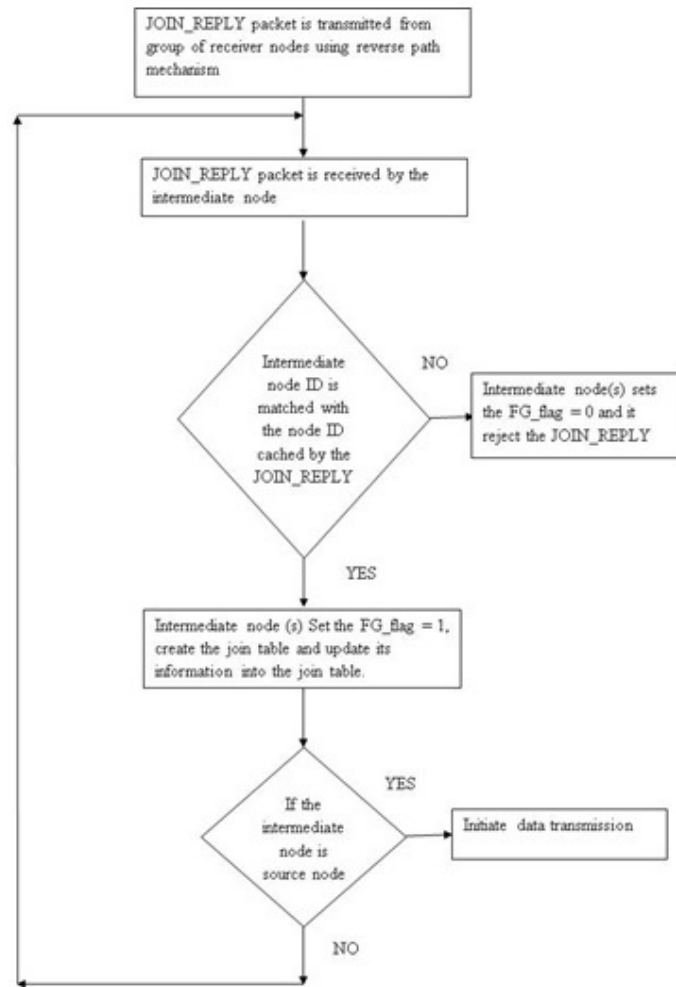 JOIN_REPLY packet is transmitted from
group of receiver nodes using reverse path
mechanism
JOIN_REPLY packet is received by the
intermediate node
Intermediate
node ID is
matched with
the node ID
cached by the
JOIN_REPLY
NO
Intermediate node(s) sets
the FG_flag = 0 and it
reject the JOIN_REPLY
YES
Intermediate node (s) Set the FG_flag = 1,
create the join table and update its
information into the join table.
YES
If the
intermediate
node is
source node
Initiate data transmission
NO